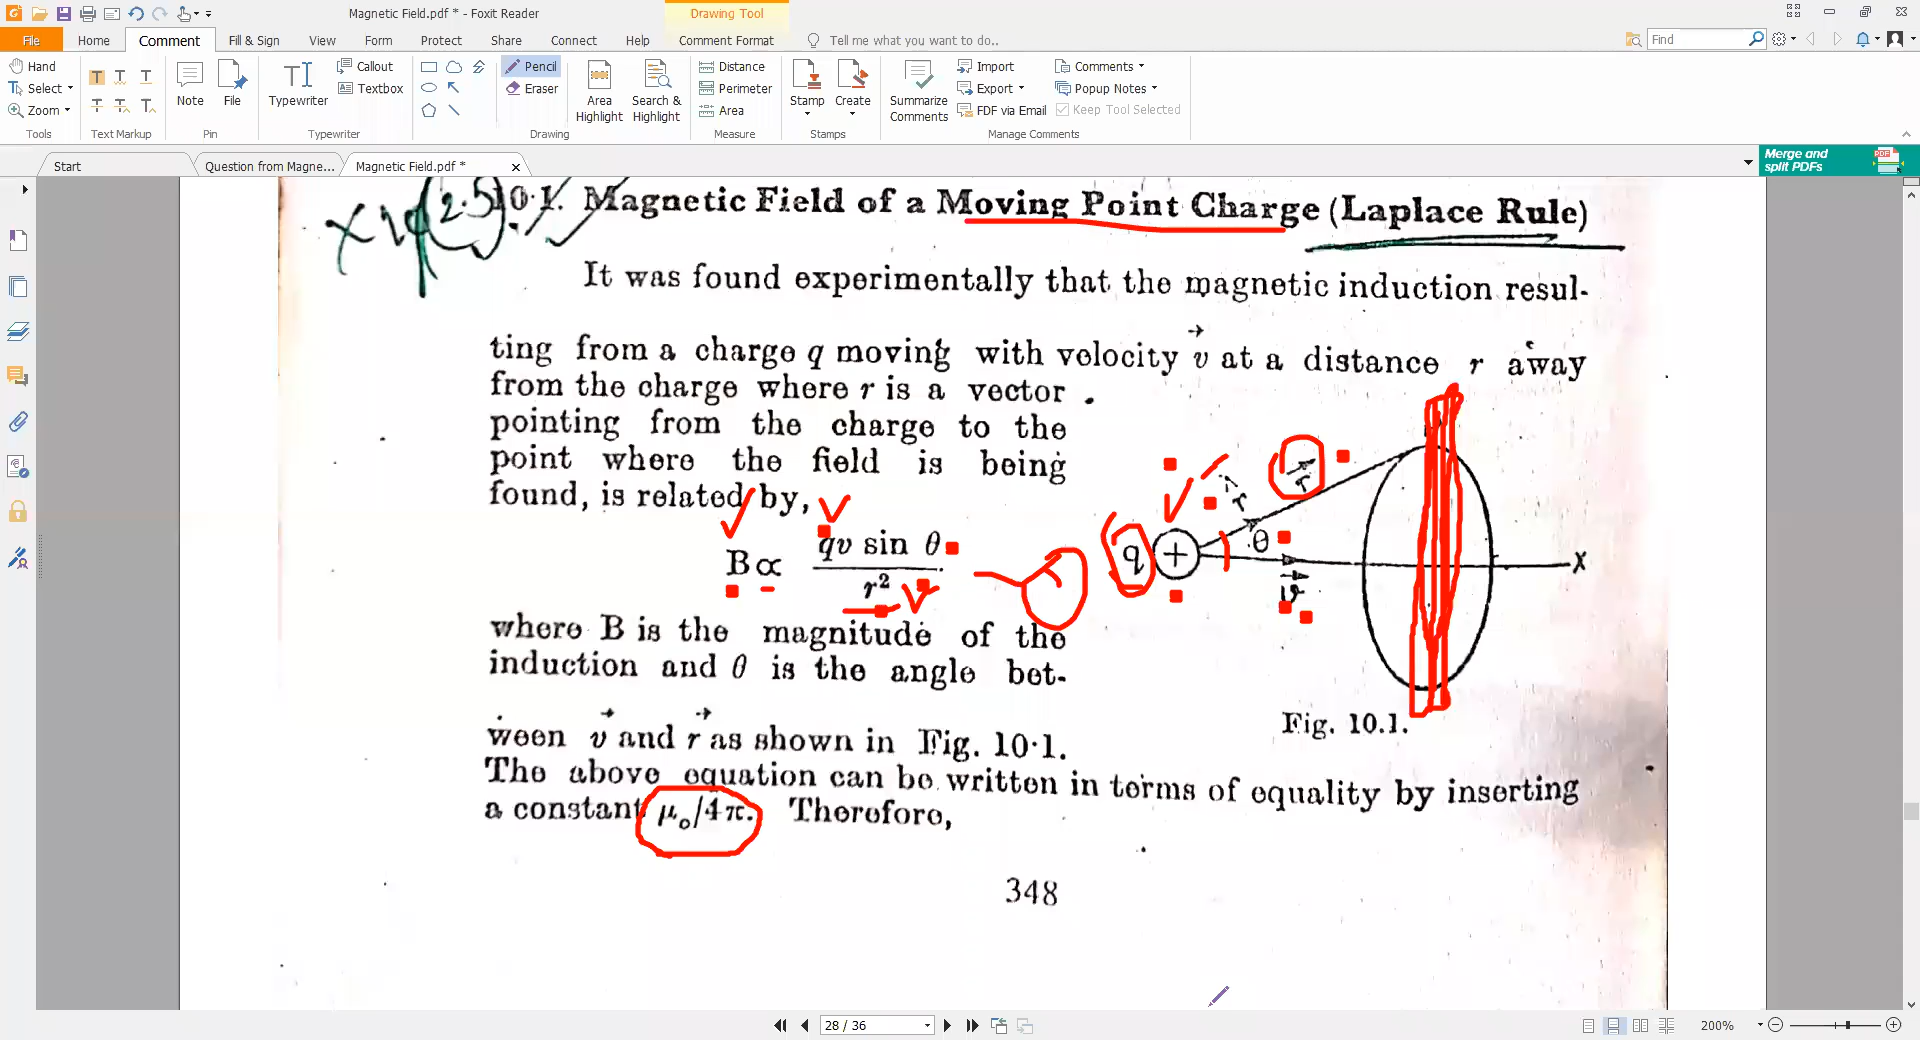 Magnetic Field.pdf * - Foxit Reader
Drawing Tool
File Home Comment Fill & Sign View Form Protect Share Connect Help Comment Format Tell me what you want to do.. Find
Hand
Select
Zoom
Tools
Text Markup
Note File
Pin
Typewriter
Callout
Textbox
Typewriter
Pencil
Eraser
Area Highlight
Search & Highlight
Drawing
Distance
Perimeter
Area
Measure
Stamp Create
Stamps
Summarize Comments
Import
Export
FDF via Email
Comments
Popup Notes
Keep Tool Selected
Manage Comments
Start Question from Magne... Magnetic Field.pdf *
Merge and split PDFs
(2.5)
10·1. Magnetic Field of a Moving Point Charge (Laplace Rule)
It was found experimentally that the magnetic induction resul-
ting from a charge q moving with velocity v⃗ at a distance r away
from the charge where r is a vector
pointing from the charge to the
point where the field is being
found, is related by,
B ∝ qv sin θ / r²
where B is the magnitude of the
induction and θ is the angle bet-
ween v⃗ and r⃗ as shown in Fig. 10·1.
q + r r⃗ θ v⃗ X
Fig. 10.1.
The above equation can be written in terms of equality by inserting
a constant μ₀/4π. Therefore,
348
28 / 36
200%